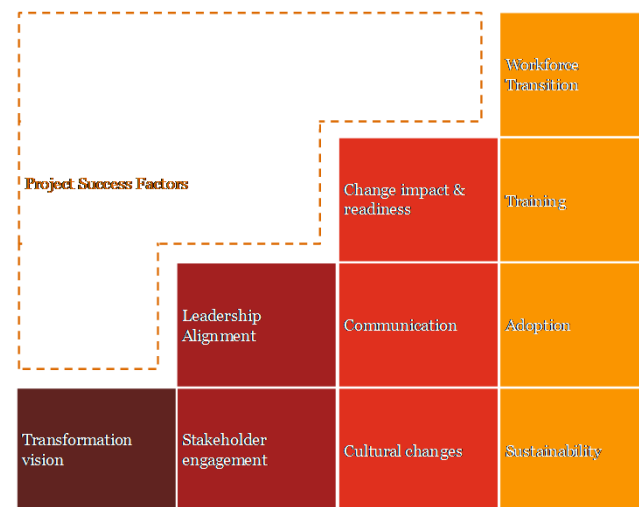 Workforce
Transition
Project Success Factors
Change impact &
readiness
Training
Leadership
Alignment
Communication
Adoption
Transformation
vision
Stakeholder
engagement
Cultural changes
Sustainability